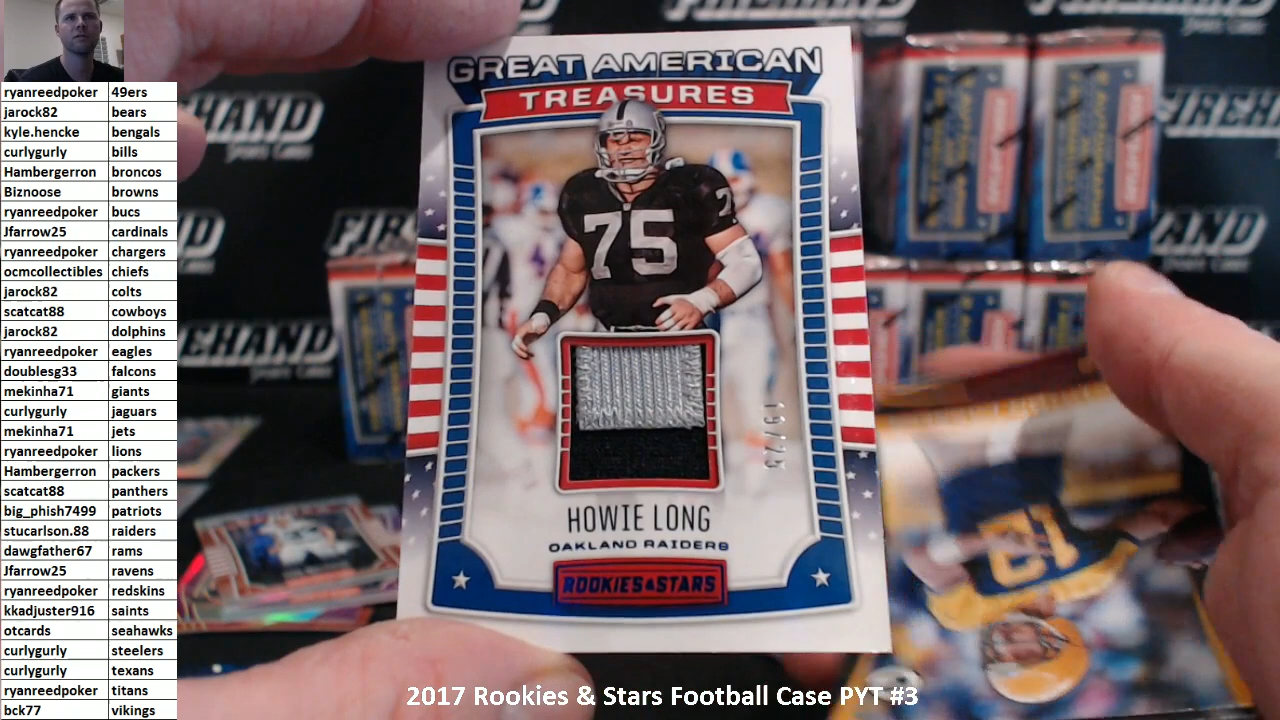 ryanreedpoker 49ers
jarock82 bears
kyle.hencke bengals
curlygurly bills
Hambergerron broncos
Biznoose browns
ryanreedpoker bucs
Jfarrow25 cardinals
ryanreedpoker chargers
ocmcollectibles chiefs
jarock82 colts
scatcat88 cowboys
jarock82 dolphins
ryanreedpoker eagles
doublesg33 falcons
mekinha71 giants
curlygurly jaguars
mekinha71 jets
ryanreedpoker lions
Hambergerron packers
scatcat88 panthers
big_phish7499 patriots
stucarlson.88 raiders
dawgfather67 rams
Jfarrow25 ravens
ryanreedpoker redskins
kkadjuster916 saints
otcards seahawks
curlygurly steelers
curlygurly texans
ryanreedpoker titans
bck77 vikings
GREAT AMERICAN
TREASURES
75
HOWIE LONG
OAKLAND RAIDERS
ROOKIES & STARS
19/25
FIREHAND
12
2017 Rookies & Stars Football Case PYT #3